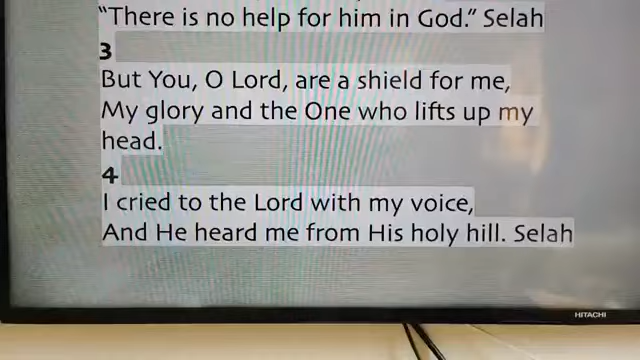 “There is no help for him in God.” Selah
3
But You, O Lord, are a shield for me,
My glory and the One who lifts up my
head.
4
I cried to the Lord with my voice,
And He heard me from His holy hill. Selah
HITACHI